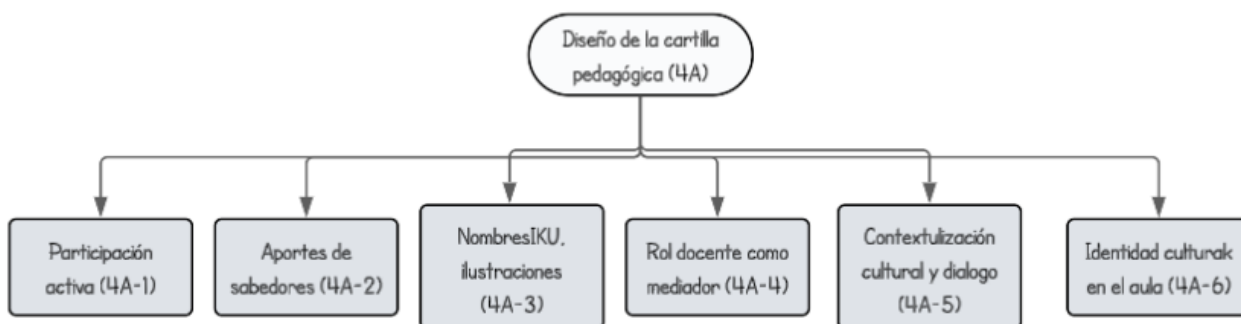 Diseño de la cartilla
pedagógica (4A)
Participación
activa (4A-1)
Aportes de
sabedores (4A-2)
NombresIKU,
ilustraciones
(4A-3)
Rol docente como
mediador (4A-4)
Contextulización
cultural y dialogo
(4A-5)
Identidad culturak
en el aula (4A-6)